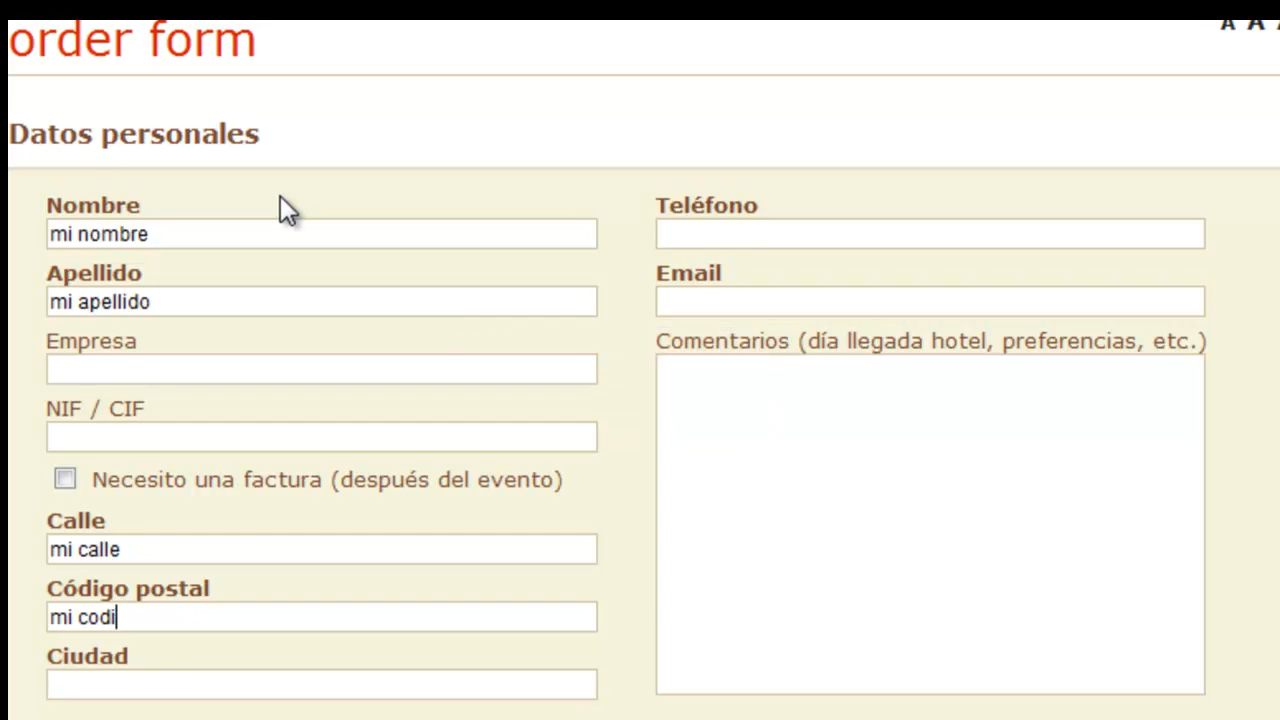 order form
A A
Datos personales
Nombre
mi nombre
Apellido
mi apellido
Empresa
NIF / CIF
Necesito una factura (después del evento)
Calle
mi calle
Código postal
mi codi
Ciudad
Teléfono
Email
Comentarios (día llegada hotel, preferencias, etc.)